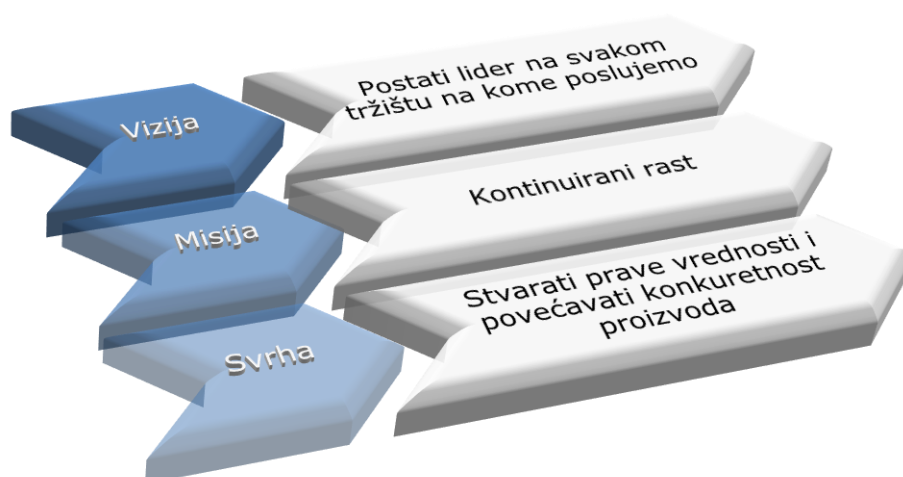 Vizija
Postati lider na svakom
tržištu na kome poslujemo
Misija
Kontinuirani rast
Svrha
Stvarati prave vrednosti i
povećavati konkuretnost
proizvoda